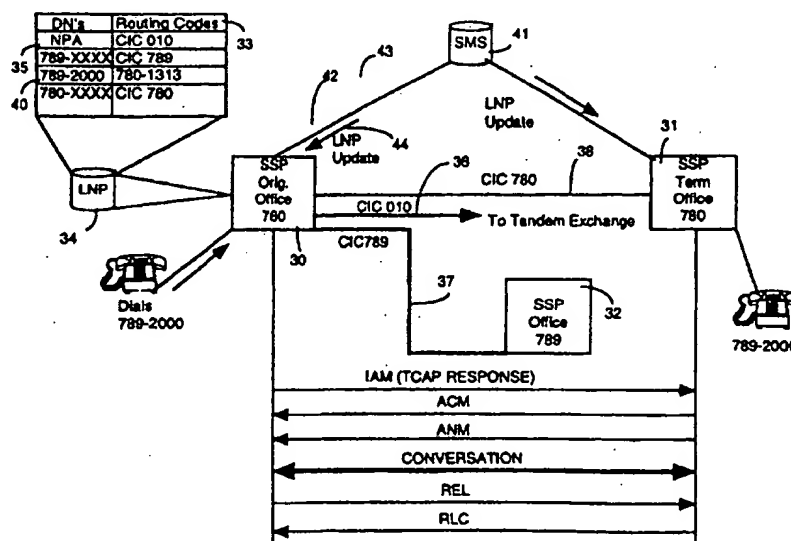 DN's Routing Codes
33
NPA CIC 010
35
789-XXXX CIC 789
789-2000 780-1313
40
780-XXXX CIC 780
SMS
41
43
42
LNP Update
44
LNP Update
31
LNP
34
SSP Orig. Office 760
30
36
CIC 780
38
CIC 010
To Tandem Exchange
CIC789
SSP Term Office 780
Dials 789-2000
37
SSP Office 789
32
789-2000
IAM (TCAP RESPONSE)
ACM
ANM
CONVERSATION
REL
RLC